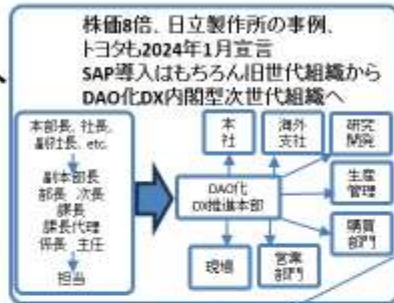 株価8倍、日立製作所の事例、
トヨタも2024年1月宣言
SAP導入はもちろん旧世代組織から
DAO化DX内閣型次世代組織へ
本部長、社長、
副社長、etc.
副本部長
部長 次長
課長
課長代理
係長 主任
担当
DAO化
DX推進本部
本
社
海外
支社
研究
開発
生産
管理
購買
部門
営業
部門
現場